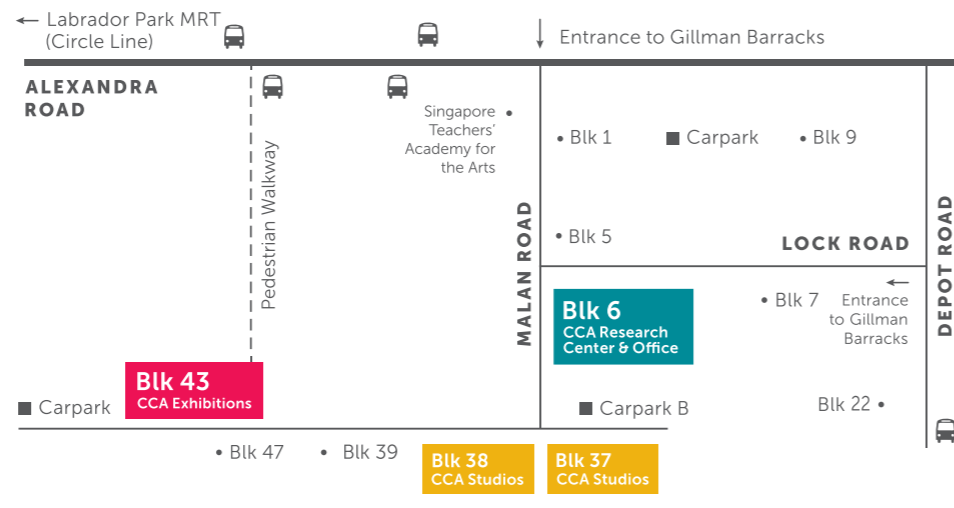 ← Labrador Park MRT
(Circle Line)
Entrance to Gillman Barracks
ALEXANDRA
ROAD
Singapore
Teachers’
Academy for
the Arts
Pedestrian Walkway
MALAN ROAD
• Blk 1
Carpark
• Blk 9
• Blk 5
LOCK ROAD
DEPOT ROAD
Blk 6
CCA Research
Center & Office
• Blk 7
Entrance
to Gillman
Barracks
Blk 43
CCA Exhibitions
Carpark
Carpark B
Blk 22 •
• Blk 47
• Blk 39
Blk 38
CCA Studios
Blk 37
CCA Studios